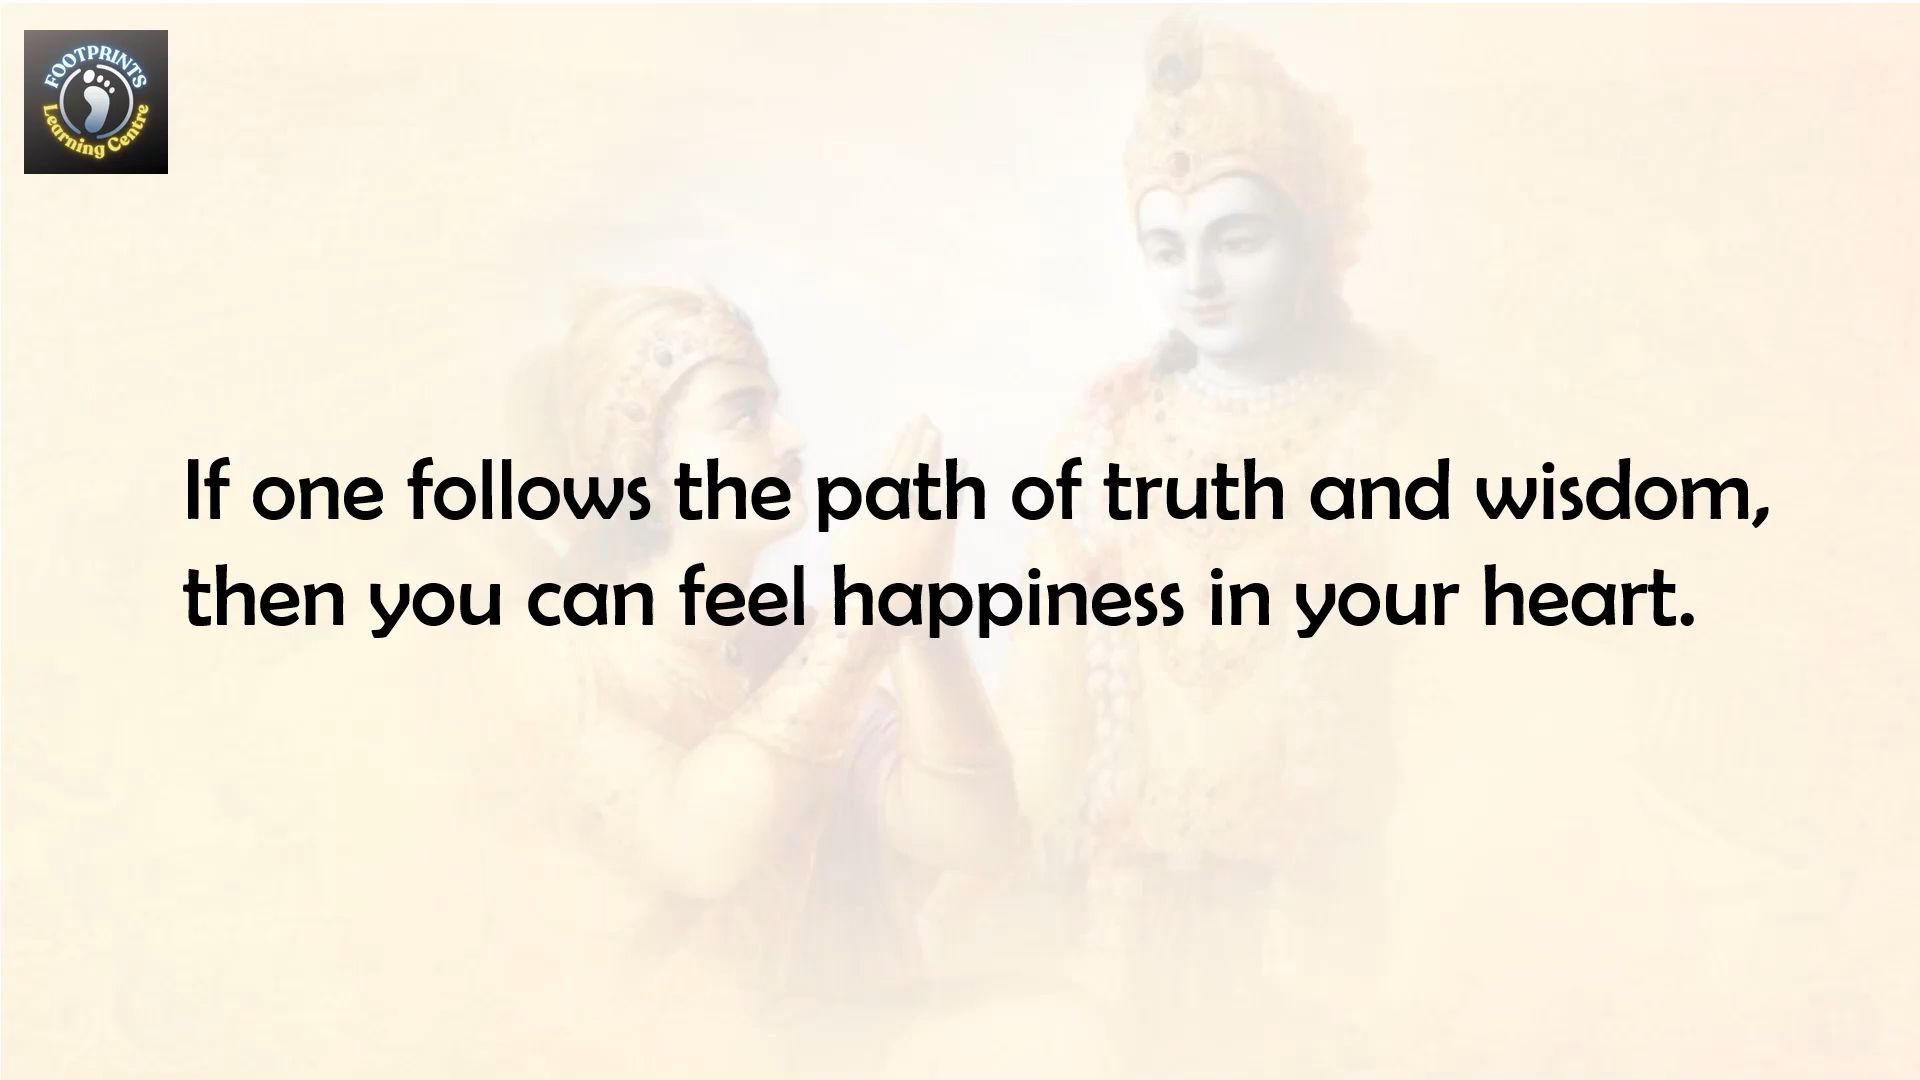 FOOTPRINTS
Learning Centre
If one follows the path of truth and wisdom,
then you can feel happiness in your heart.